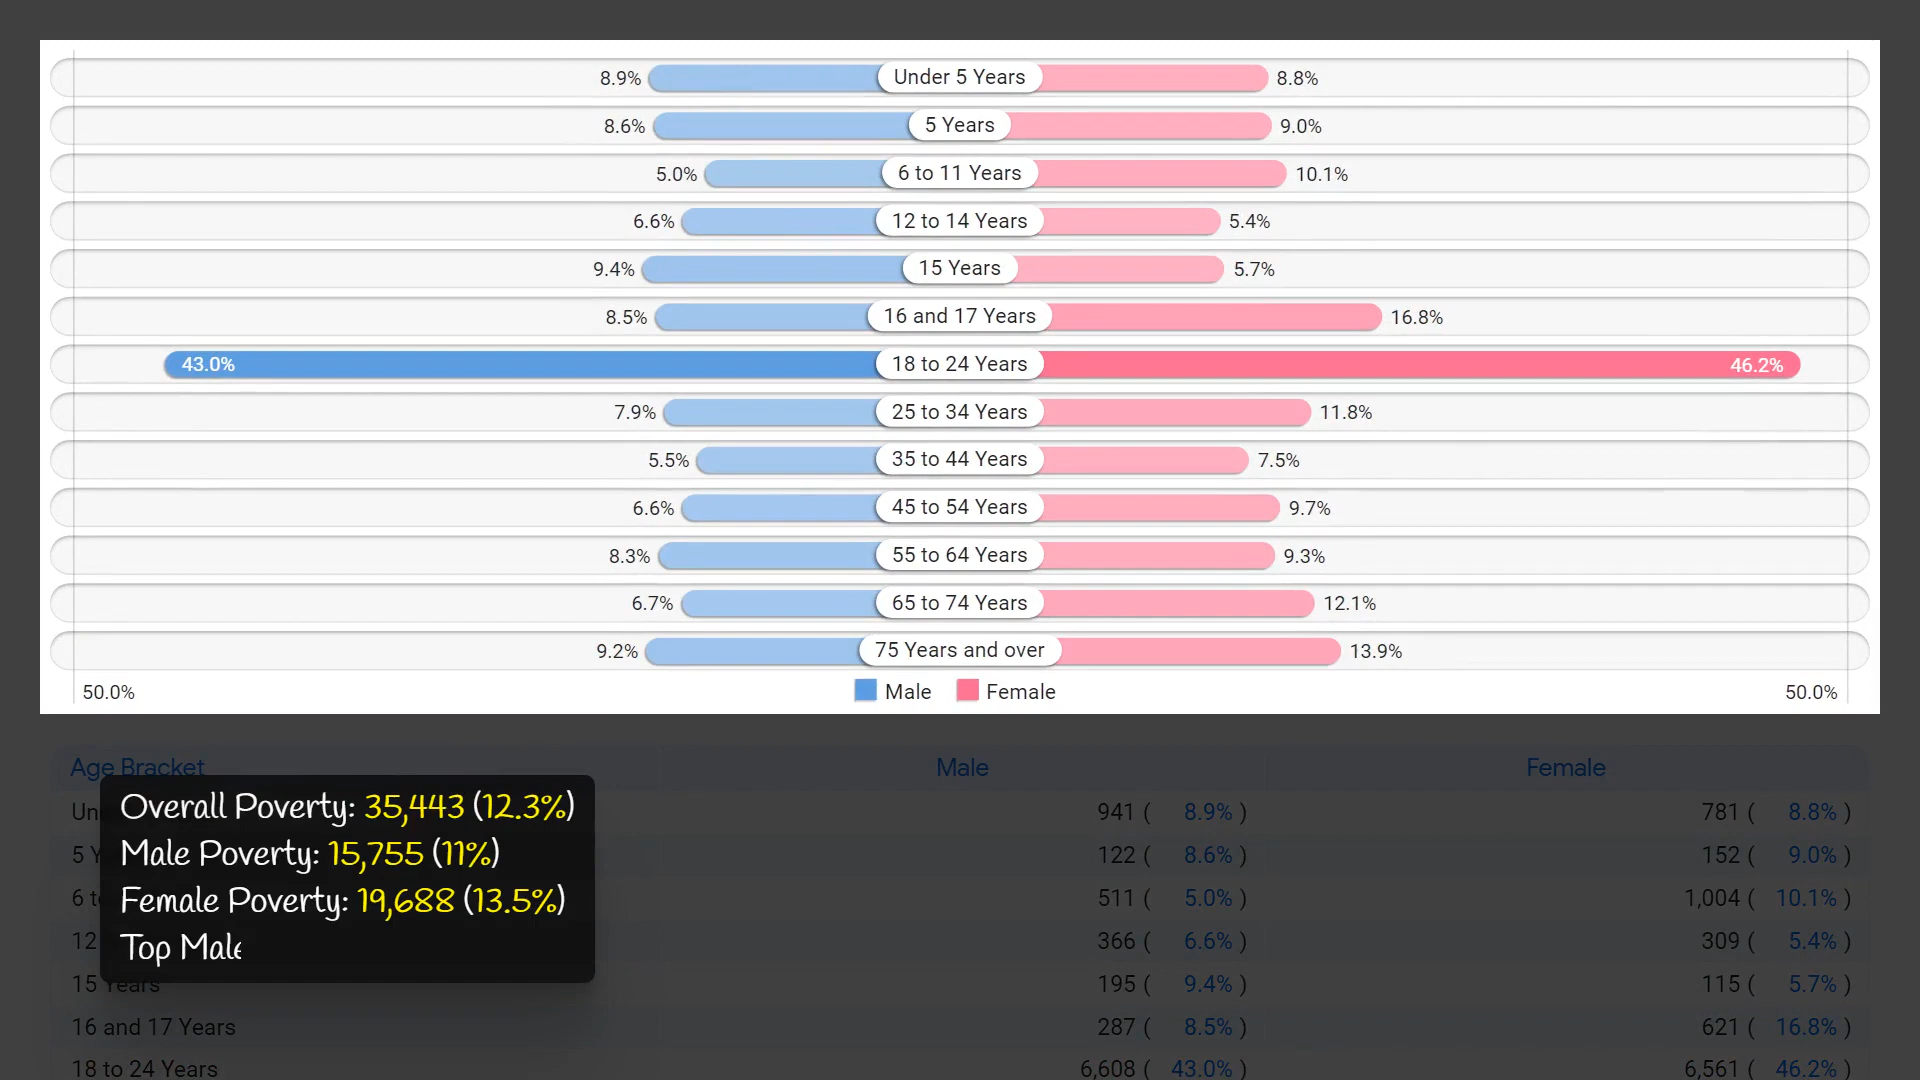 8.9% Under 5 Years 8.8%
8.6% 5 Years 9.0%
5.0% 6 to 11 Years 10.1%
6.6% 12 to 14 Years 5.4%
9.4% 15 Years 5.7%
8.5% 16 and 17 Years 16.8%
43.0% 18 to 24 Years 46.2%
7.9% 25 to 34 Years 11.8%
5.5% 35 to 44 Years 7.5%
6.6% 45 to 54 Years 9.7%
8.3% 55 to 64 Years 9.3%
6.7% 65 to 74 Years 12.1%
9.2% 75 Years and over 13.9%
50.0% Male Female 50.0%
Age Bracket Male Female
941 ( 8.9% ) 781 ( 8.8% )
122 ( 8.6% ) 152 ( 9.0% )
511 ( 5.0% ) 1,004 ( 10.1% )
12 366 ( 6.6% ) 309 ( 5.4% )
15 Years 195 ( 9.4% ) 115 ( 5.7% )
16 and 17 Years 287 ( 8.5% ) 621 ( 16.8% )
18 to 24 Years 6,608 ( 43.0% ) 6,561 ( 46.2% )
Overall Poverty: 35,443 (12.3%)
Male Poverty: 15,755 (11%)
Female Poverty: 19,688 (13.5%)
Top Male